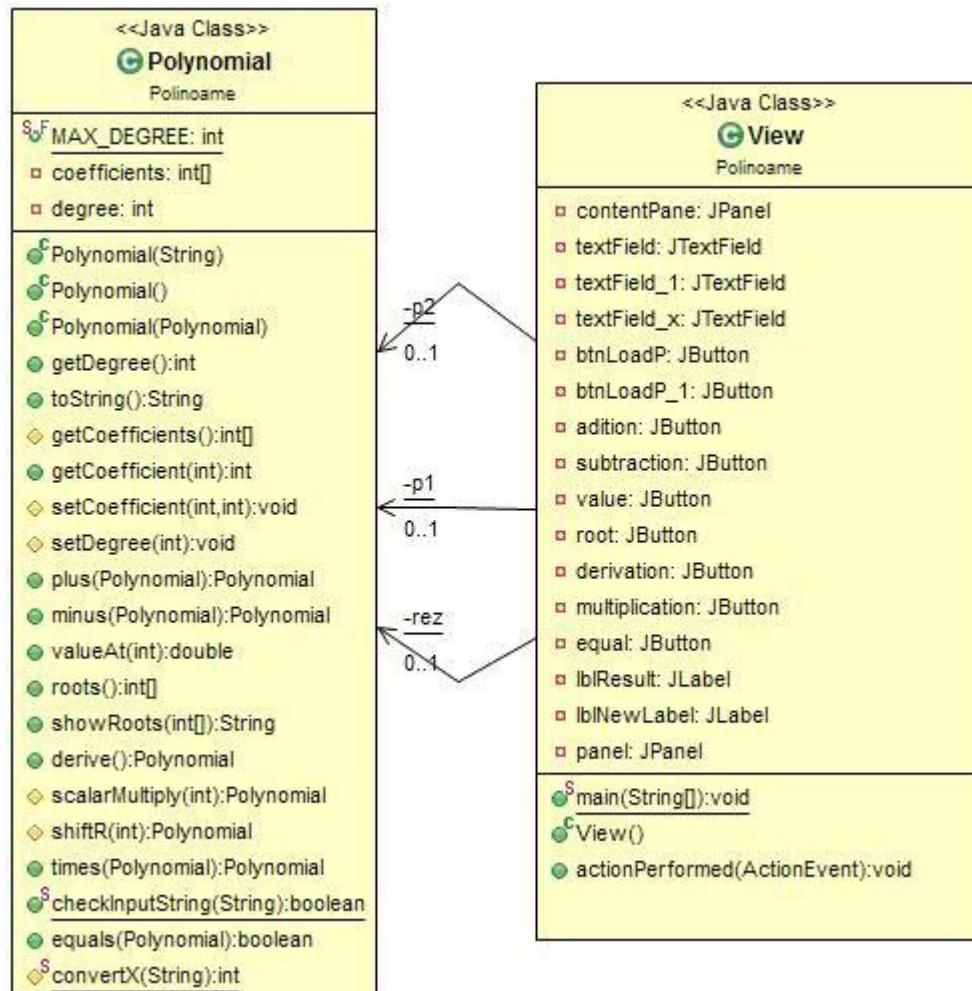 <<Java Class>>
Polynomial
Polinoame
MAX_DEGREE: int
coefficients: int[]
degree: int
Polynomial(String)
Polynomial()
Polynomial(Polynomial)
getDegree():int
toString():String
getCoefficients():int[]
getCoefficient(int):int
setCoefficient(int,int):void
setDegree(int):void
plus(Polynomial):Polynomial
minus(Polynomial):Polynomial
valueAt(int):double
roots():int[]
showRoots(int[]):String
derive():Polynomial
scalarMultiply(int):Polynomial
shiftR(int):Polynomial
times(Polynomial):Polynomial
checkInputString(String):boolean
equals(Polynomial):boolean
convertX(String):int
-p2
0..1
-p1
0..1
-rez
0..1
<<Java Class>>
View
Polinoame
contentPane: JPanel
textField: JTextField
textField_1: JTextField
textField_x: JTextField
btnLoadP: JButton
btnLoadP_1: JButton
adition: JButton
subtraction: JButton
value: JButton
root: JButton
derivation: JButton
multiplication: JButton
equal: JButton
lblResult: JLabel
lblNewLabel: JLabel
panel: JPanel
main(String[]):void
View()
actionPerformed(ActionEvent):void